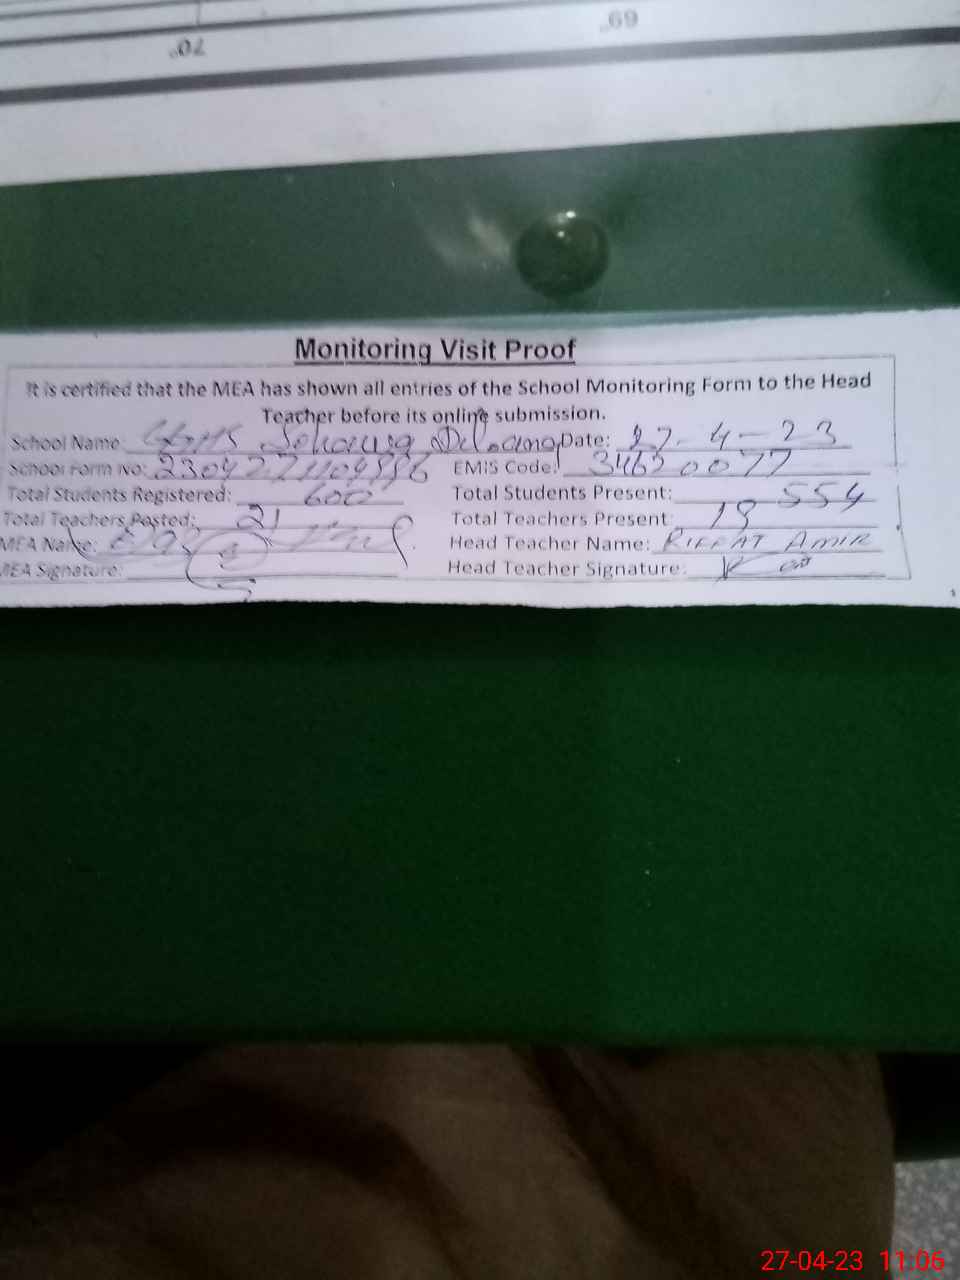 69.
70.
Monitoring Visit Proof
It is certified that the MEA has shown all entries of the School Monitoring Form to the Head
Teacher before its online submission.
School Name: Date: 27-4-23
School Form No: EMIS Code: 34620077
Total Students Registered: 600 Total Students Present: 554
Total Teachers Posted: 21 Total Teachers Present: 19
MEA Name: Head Teacher Name: RIFFAT AMIR
MEA Signature: Head Teacher Signature:
27-04-23 11:06